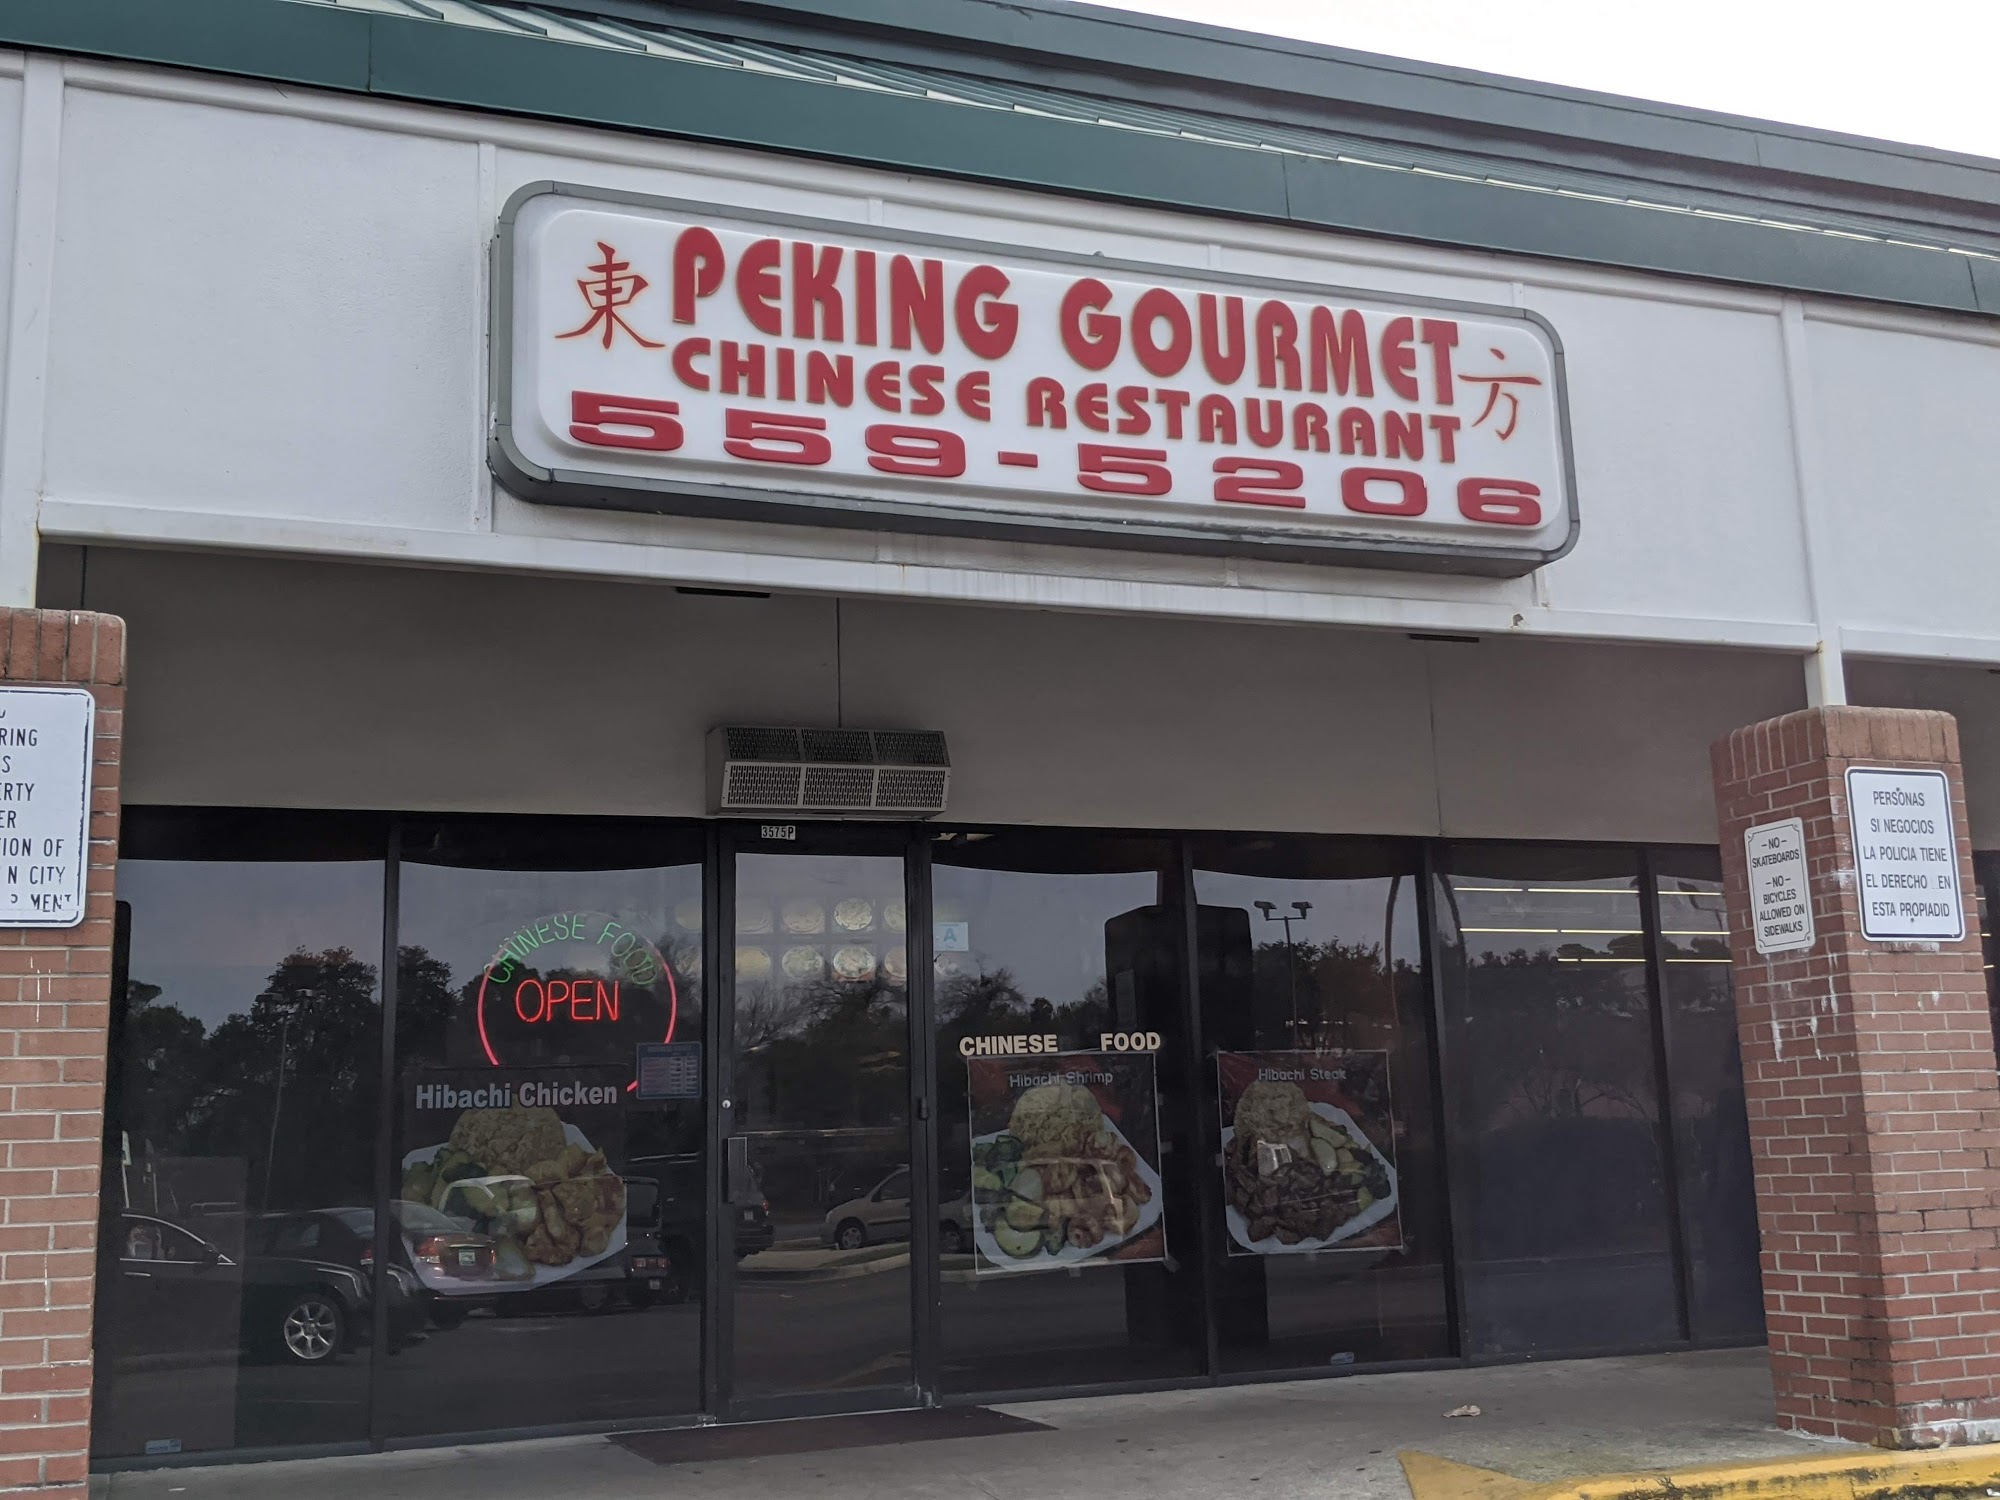 東
PEKING GOURMET
CHINESE RESTAURANT
方
559-5206
RING
S
ERTY
ER
TION OF
N CITY
MENT
3575P
CHINESE FOOD
OPEN
A
Hibachi Chicken
CHINESE FOOD
Hibachi Shrimp
Hibachi Steak
-NO-
SKATEBOARDS
-NO-
BICYCLES
ALLOWED ON
SIDEWALKS
PERSONAS
SI NEGOCIOS
LA POLICIA TIENE
EL DERECHO EN
ESTA PROPIADID